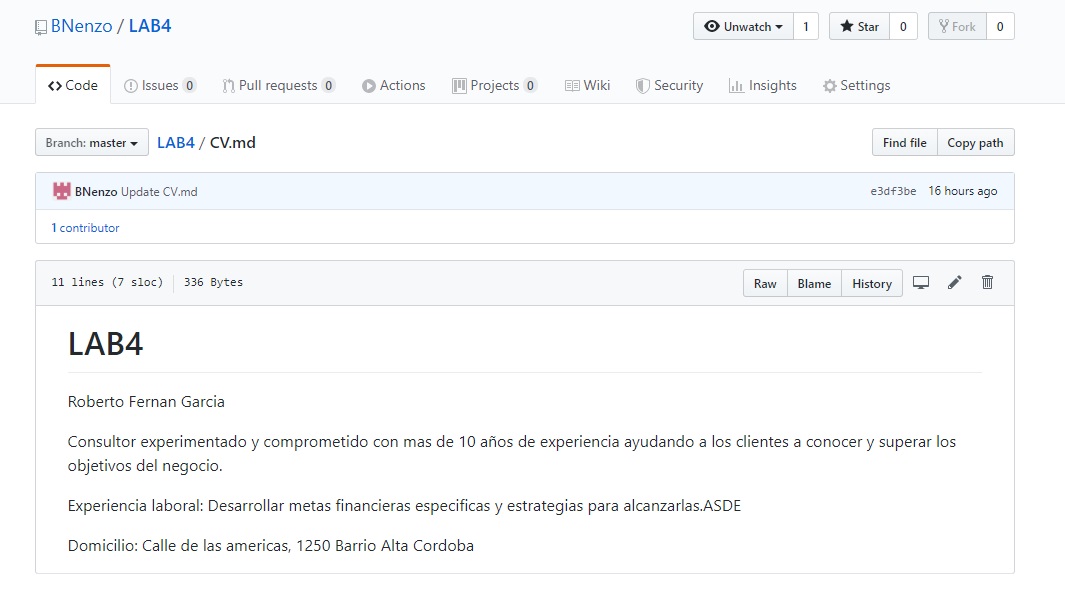 BNenzo / LAB4
Unwatch 1 Star 0 Fork 0
Code Issues 0 Pull requests 0 Actions Projects 0 Wiki Security Insights Settings
Branch: master LAB4 / CV.md Find file Copy path
BNenzo Update CV.md e3df3be 16 hours ago
1 contributor
11 lines (7 sloc) 336 Bytes Raw Blame History
LAB4
Roberto Fernan Garcia
Consultor experimentado y comprometido con mas de 10 años de experiencia ayudando a los clientes a conocer y superar los
objetivos del negocio.
Experiencia laboral: Desarrollar metas financieras especificas y estrategias para alcanzarlas.ASDE
Domicilio: Calle de las americas, 1250 Barrio Alta Cordoba